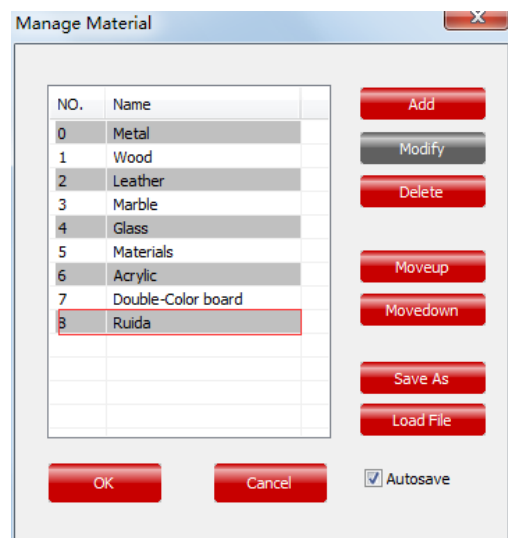 Manage Material
X
NO. Name
0 Metal
1 Wood
2 Leather
3 Marble
4 Glass
5 Materials
6 Acrylic
7 Double-Color board
8 Ruida
Add
Modify
Delete
Moveup
Movedown
Save As
Load File
OK Cancel Autosave